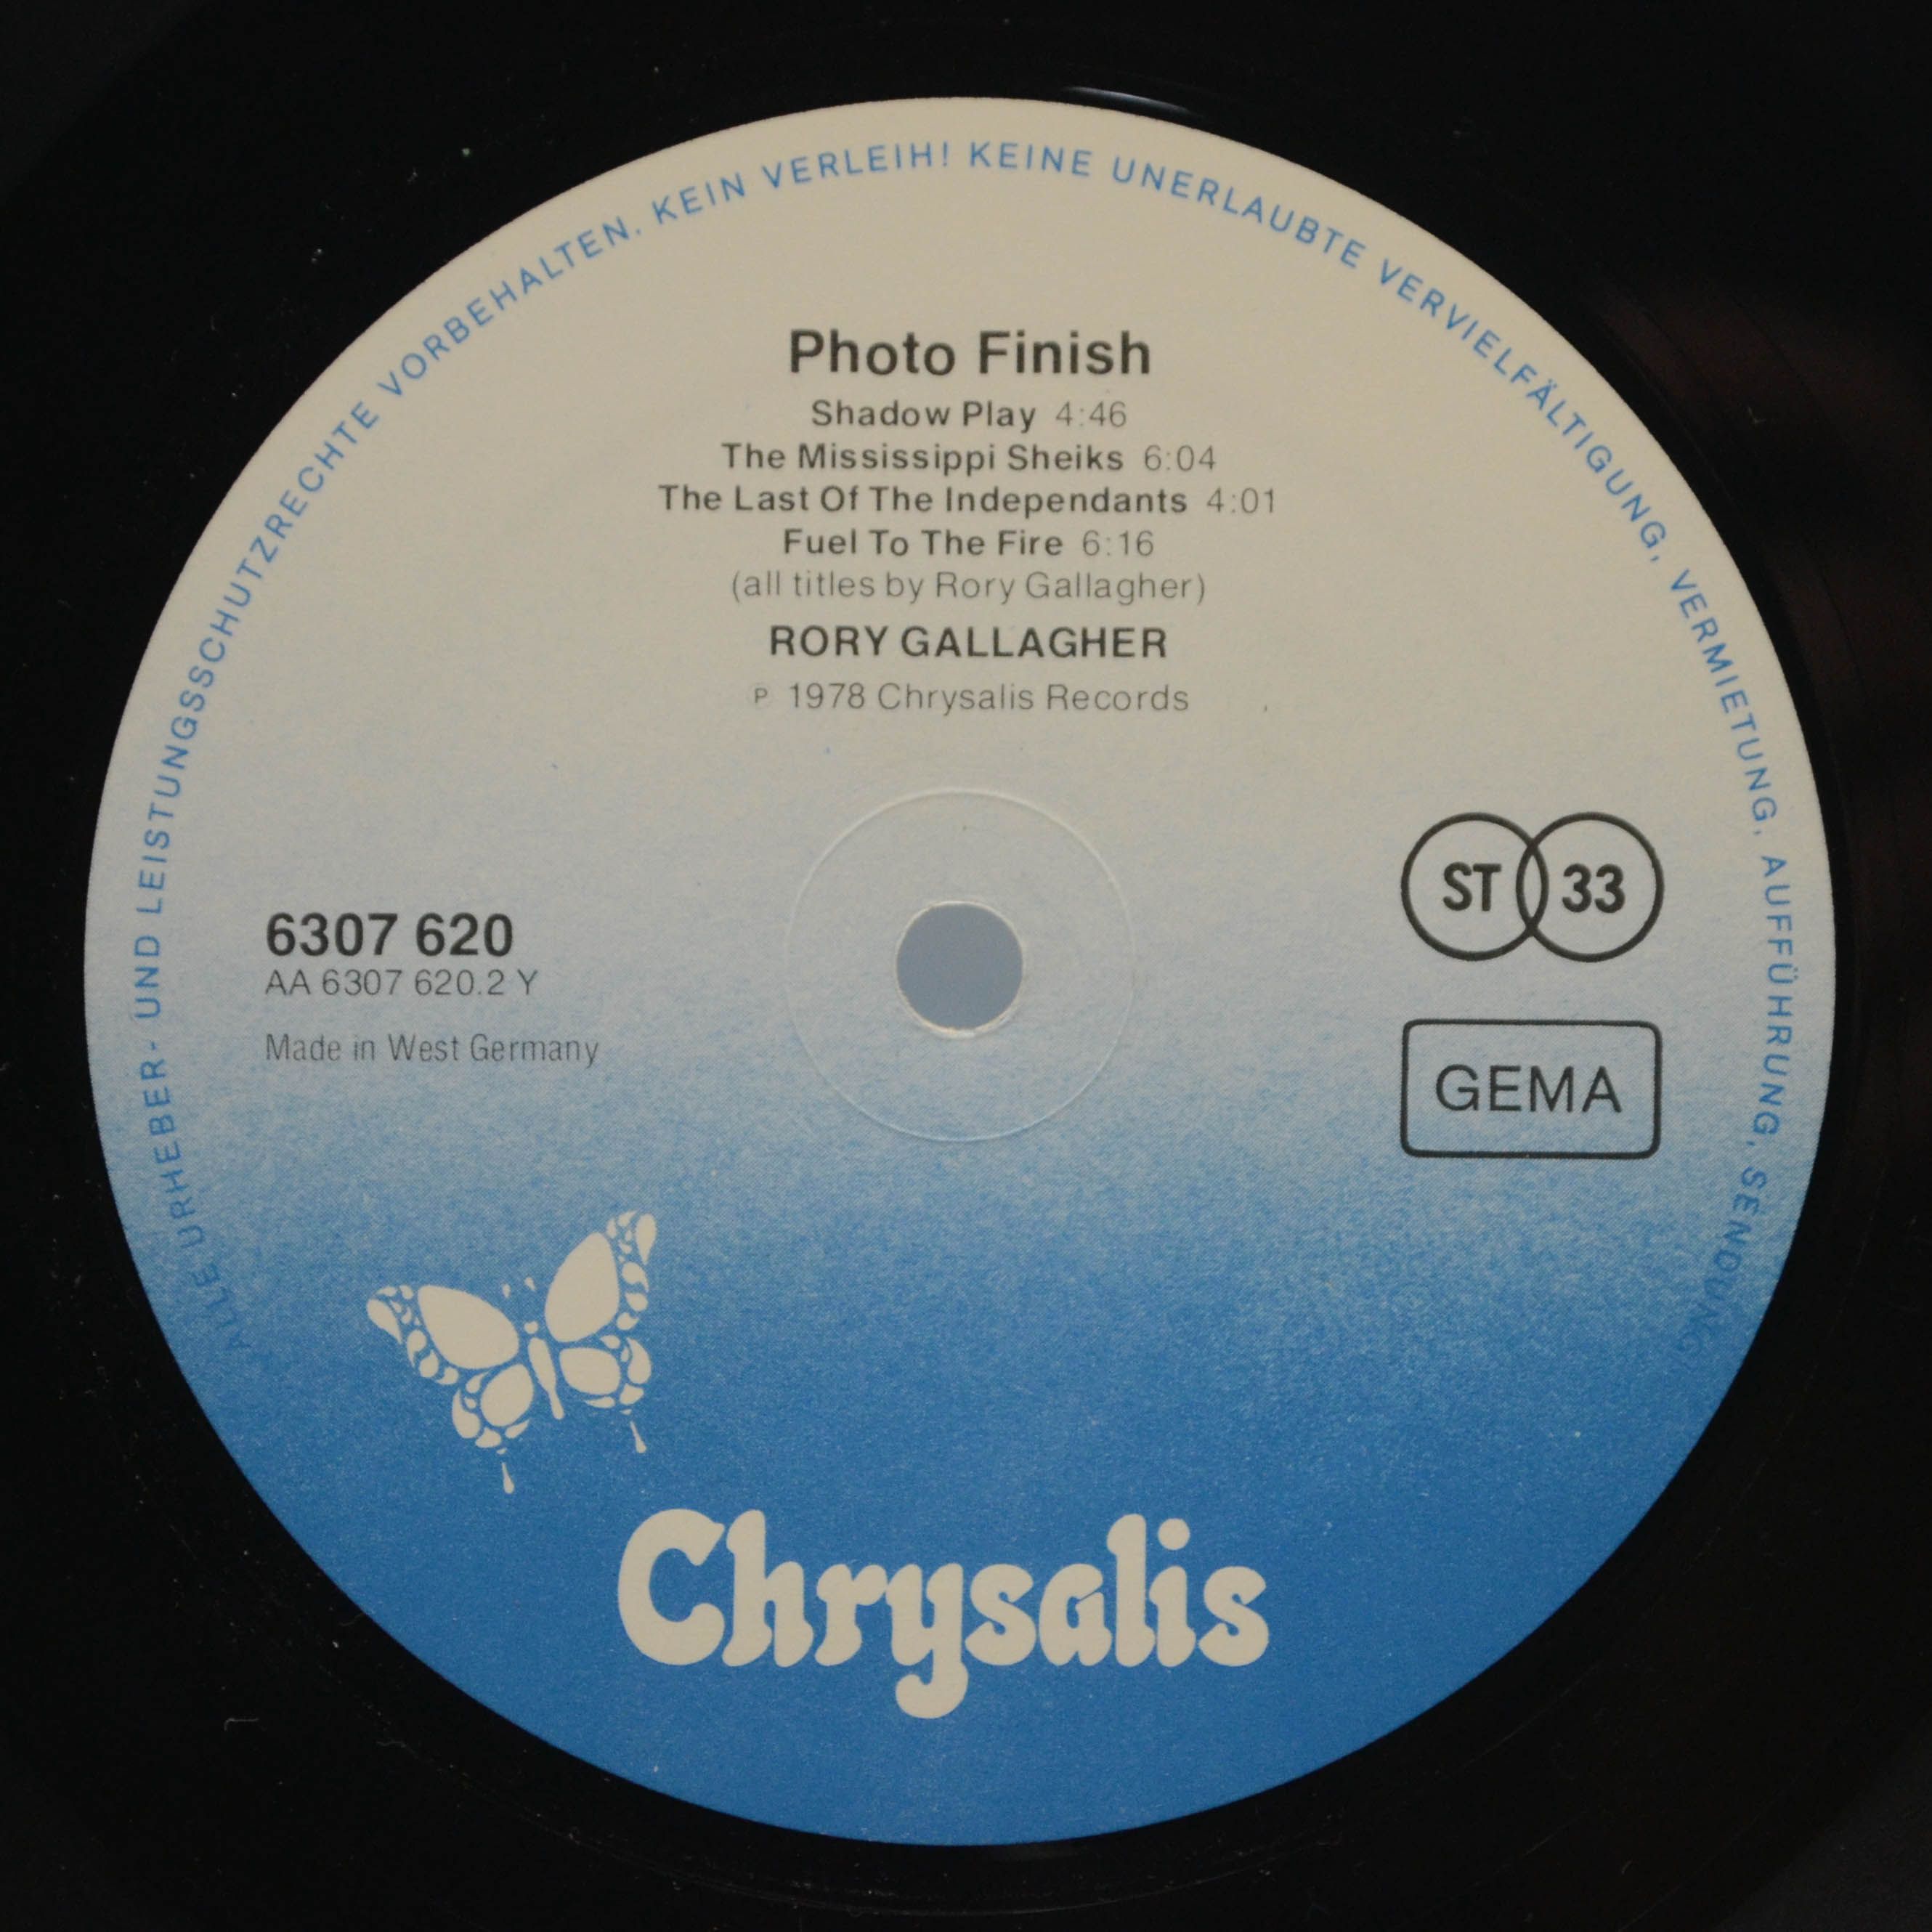 ALLE URHEBER- UND LEISTUNGSSCHUTZRECHTE VORBEHALTEN. KEIN VERLEIH! KEINE UNERLAUBTE VERVIELFÄLTIGUNG, VERMIETUNG, AUFFÜHRUNG, SENDUNG
Photo Finish
Shadow Play 4:46
The Mississippi Sheiks 6:04
The Last Of The Independants 4:01
Fuel To The Fire 6:16
(all titles by Rory Gallagher)
RORY GALLAGHER
℗ 1978 Chrysalis Records
6307 620
AA 6307 620.2 Y
Made in West Germany
ST 33
GEMA
Chrysalis